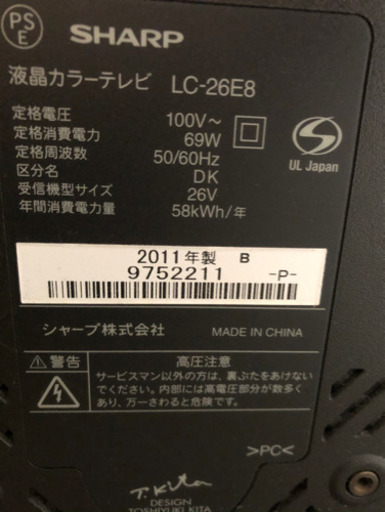 PS
E
SHARP
液晶カラーテレビ LC-26E8
定格電圧 100V～
定格消費電力 69W
定格周波数 50/60Hz
区分名 DK
受信機型サイズ 26V
年間消費電力量 58kWh/年
S
UL Japan
2011年製 B
9752211 -P-
シャープ株式会社 MADE IN CHINA
⚠警告 高圧注意
サービスマン以外の方は、裏ぶたをあけない
でください。内部には高電圧部分が数多く
あり、万一さわると危険です。
>PC<
T. Kita
DESIGN
TOSHIYUKI KITA